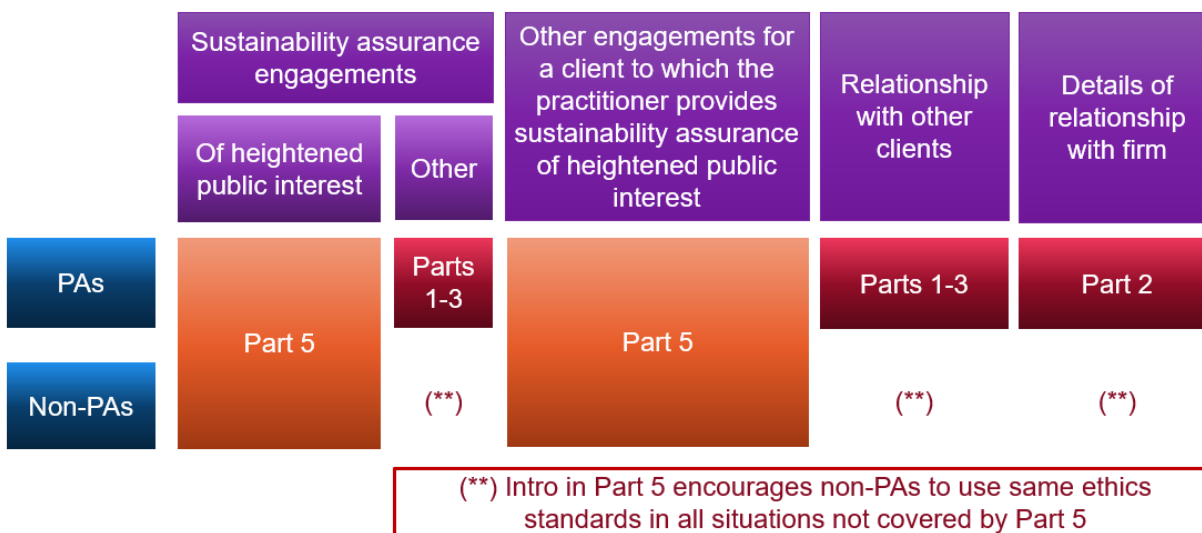 Sustainability assurance
engagements
Of heightened
public interest
Other
Other engagements for
a client to which the
practitioner provides
sustainability assurance
of heightened public
interest
Relationship
with other
clients
Details of
relationship
with firm
PAs
Part 5
Parts
1-3
Part 5
Parts 1-3
Part 2
Non-PAs
(**)
(**)
(**)
(**) Intro in Part 5 encourages non-PAs to use same ethics
standards in all situations not covered by Part 5